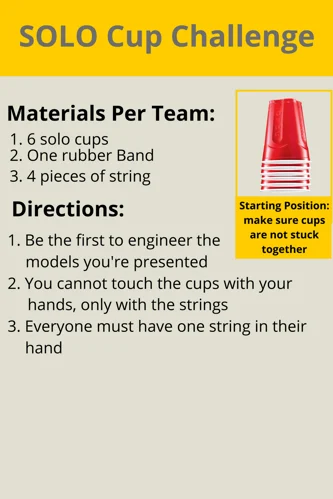 SOLO Cup Challenge
Materials Per Team:
1. 6 solo cups
2. One rubber Band
3. 4 pieces of string
Starting Position:
make sure cups
are not stuck
together
Directions:
1. Be the first to engineer the
models you're presented
2. You cannot touch the cups with your
hands, only with the strings
3. Everyone must have one string in their
hand